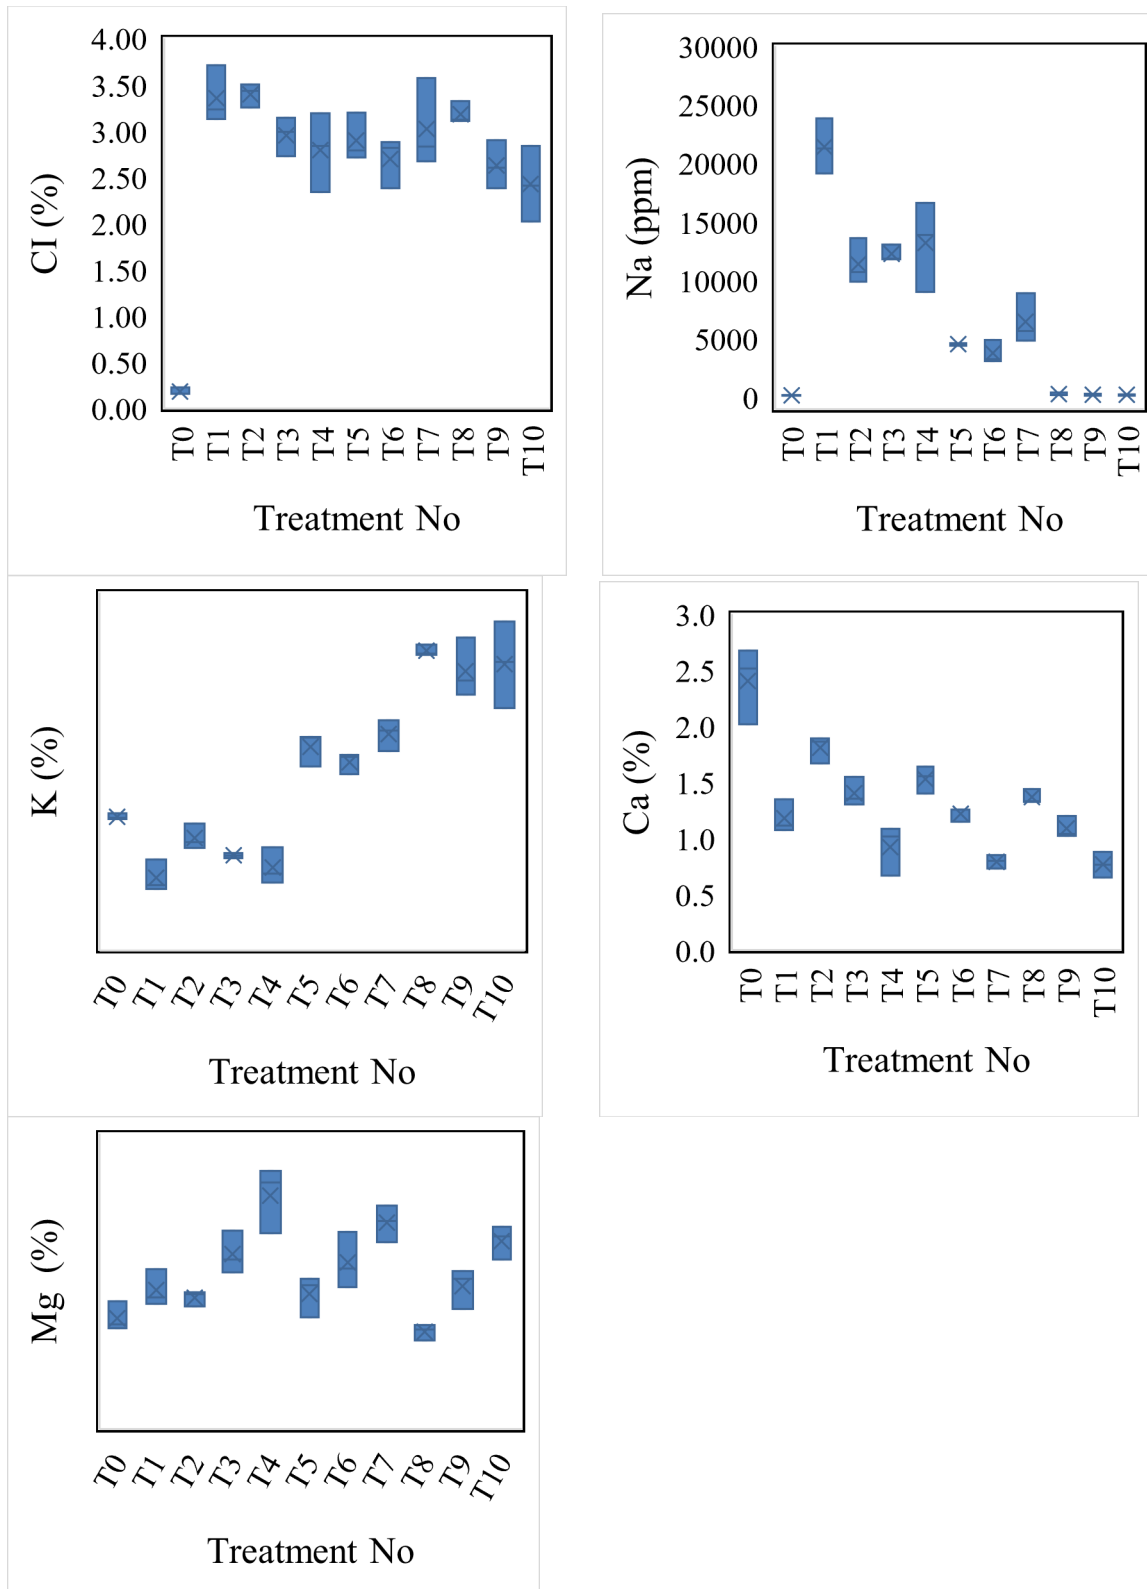 4.00
3.50
3.00
2.50
2.00
1.50
1.00
0.50
0.00
CI (%)
T0 T1 T2 T3 T4 T5 T6 T7 T8 T9 T10
Treatment No
30000
25000
20000
15000
10000
5000
0
Na (ppm)
T0 T1 T2 T3 T4 T5 T6 T7 T8 T9 T10
Treatment No
K (%)
T0 T1 T2 T3 T4 T5 T6 T7 T8 T9 T10
Treatment No
3.0
2.5
2.0
1.5
1.0
0.5
0.0
Ca (%)
T0 T1 T2 T3 T4 T5 T6 T7 T8 T9 T10
Treatment No
Mg (%)
T0 T1 T2 T3 T4 T5 T6 T7 T8 T9 T10
Treatment No